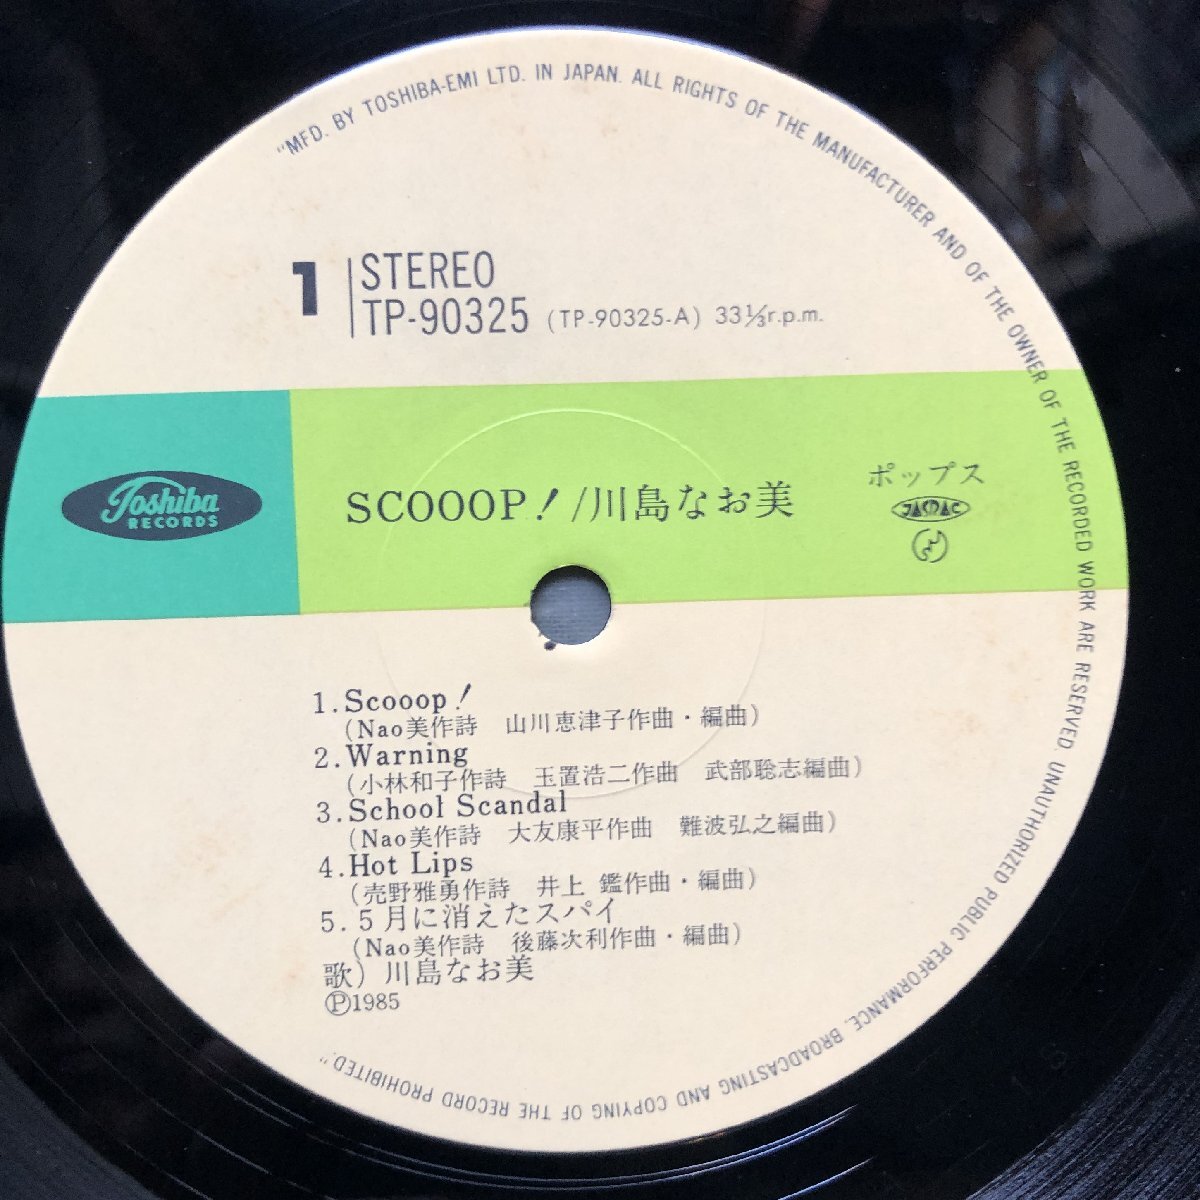 "MFD. BY TOSHIBA-EMI LTD. IN JAPAN. ALL RIGHTS OF THE MANUFACTURER AND OF THE OWNER OF THE RECORDED WORK ARE RESERVED. UNAUTHORIZED PUBLIC PERFORMANCE, BROADCASTING AND COPYING OF THE RECORD PROHIBITED."
1 STEREO
TP-90325 (TP-90325-A) 33⅓r.p.m.
Toshiba
RECORDS
SCOOOP!/川島なお美
ポップス
JASRAC
1.Scooop!
(Nao美作詩 山川恵津子作曲・編曲)
2.Warning
(小林和子作詩 玉置浩二作曲 武部聡志編曲)
3.School Scandal
(Nao美作詩 大友康平作曲 難波弘之編曲)
4.Hot Lips
(売野雅勇作詩 井上 鑑作曲・編曲)
5.5月に消えたスパイ
(Nao美作詩 後藤次利作曲・編曲)
歌) 川島なお美
Ⓟ1985